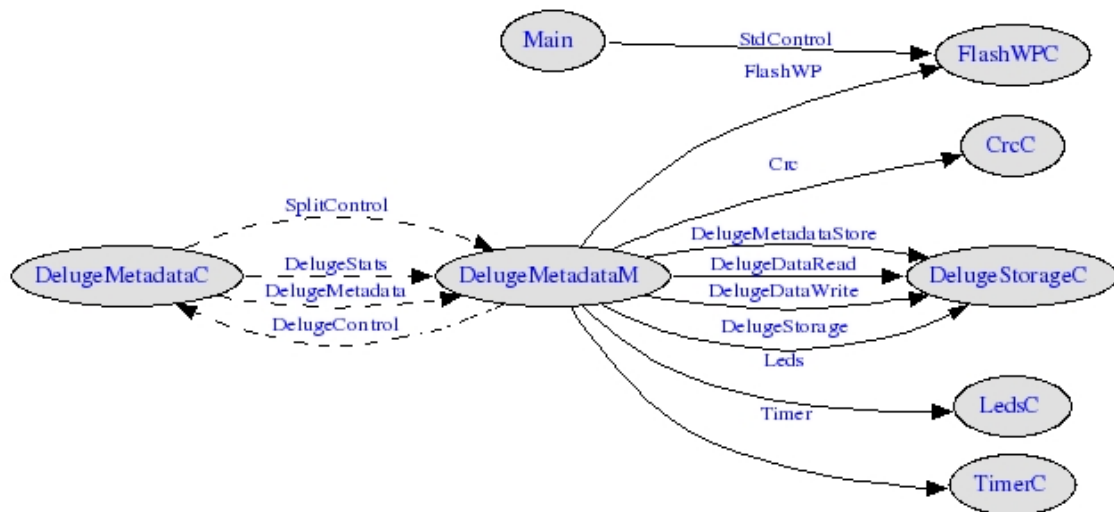 Main
StdControl
FlashWPC
FlashWP
CrcC
Crc
SplitControl
DelugeMetadataStore
DelugeMetadataC
DelugeStats
DelugeMetadataM
DelugeDataRead
DelugeStorageC
DelugeMetadata
DelugeDataWrite
DelugeControl
DelugeStorage
Leds
LedsC
Timer
TimerC